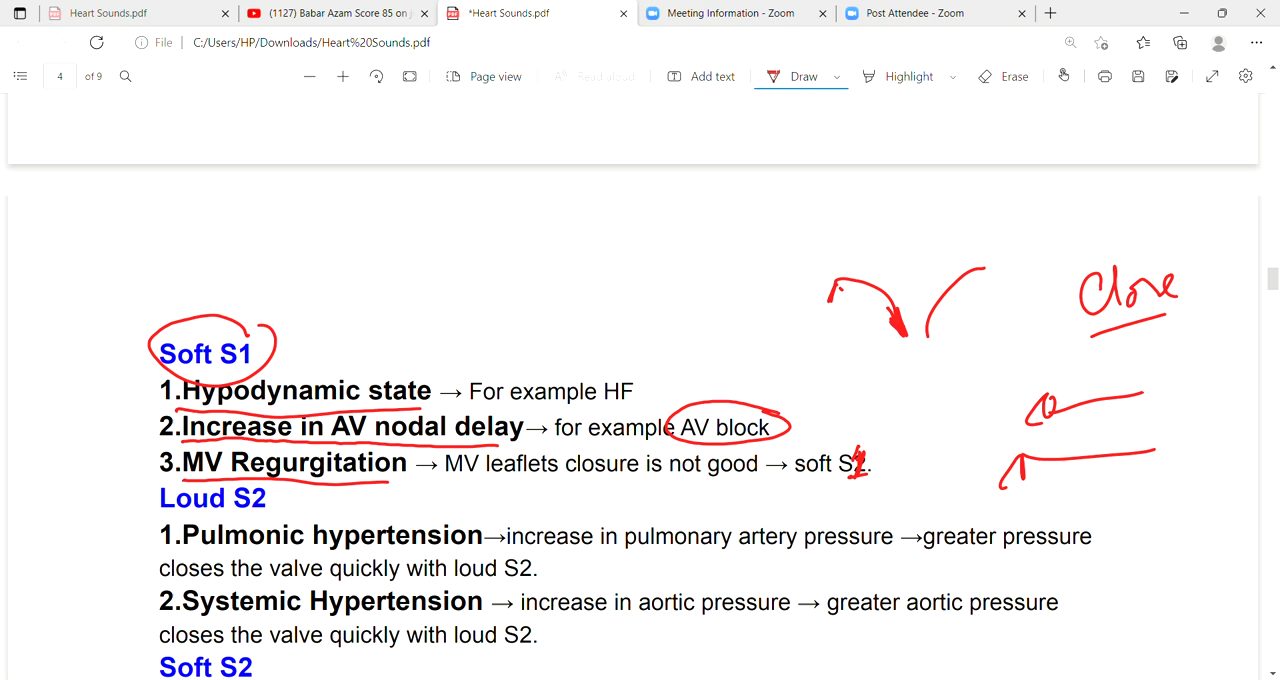 Heart Sounds.pdf (1127) Babar Azam Score 85 on *Heart Sounds.pdf Meeting Information - Zoom Post Attendee - Zoom
File C:/Users/HP/Downloads/Heart%20Sounds.pdf
4 of 9 Page view Read aloud Add text Draw Highlight Erase
Close
Soft S1
1.Hypodynamic state → For example HF
2.Increase in AV nodal delay→ for example AV block
3.MV Regurgitation → MV leaflets closure is not good → soft S1.
Loud S2
1.Pulmonic hypertension→increase in pulmonary artery pressure →greater pressure
closes the valve quickly with loud S2.
2.Systemic Hypertension → increase in aortic pressure → greater aortic pressure
closes the valve quickly with loud S2.
Soft S2